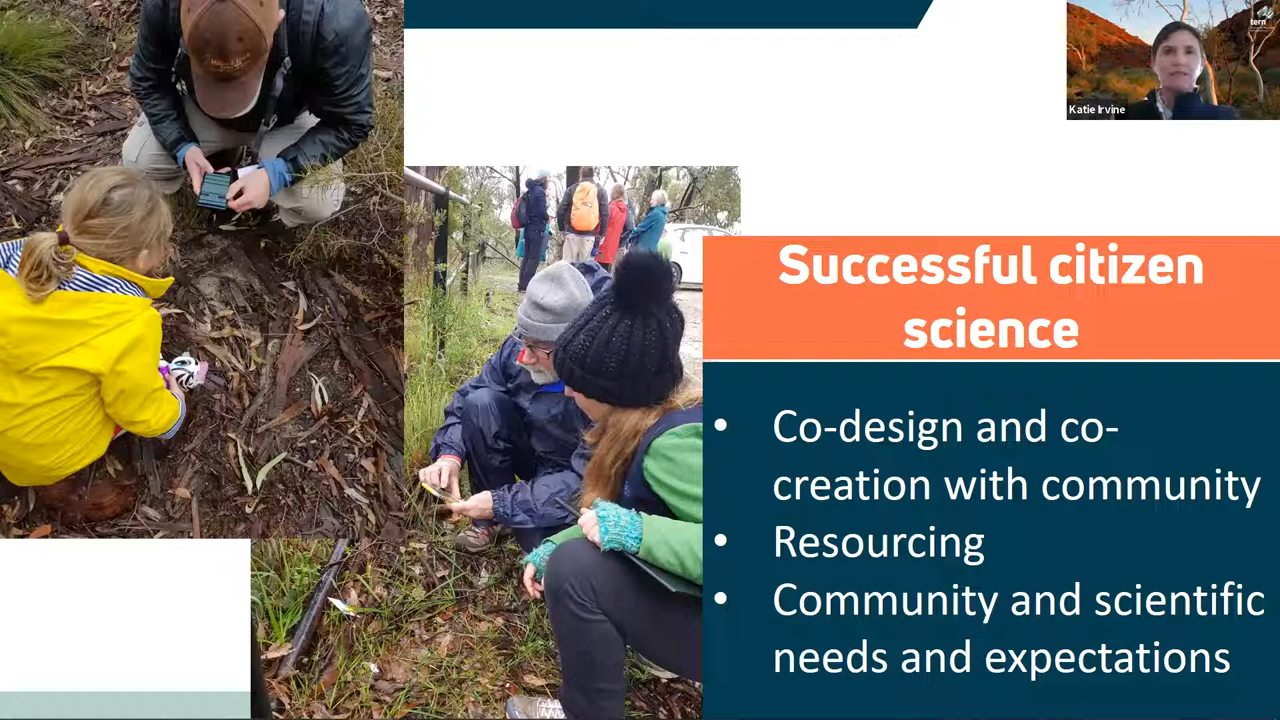 tern
Katie Irvine
Successful citizen
science
• Co-design and co-
creation with community
• Resourcing
• Community and scientific
needs and expectations